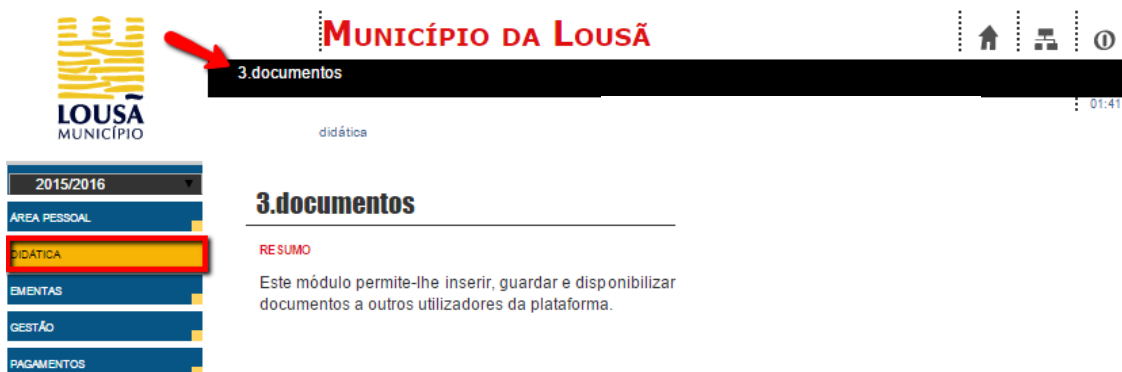 Município da Lousã
3.documentos
LOUSÃ
MUNICÍPIO
01:41
didática
2015/2016
ÁREA PESSOAL
DIDÁTICA
EMENTAS
GESTÃO
PAGAMENTOS
3.documentos
RESUMO
Este módulo permite-lhe inserir, guardar e disponibilizar
documentos a outros utilizadores da plataforma.